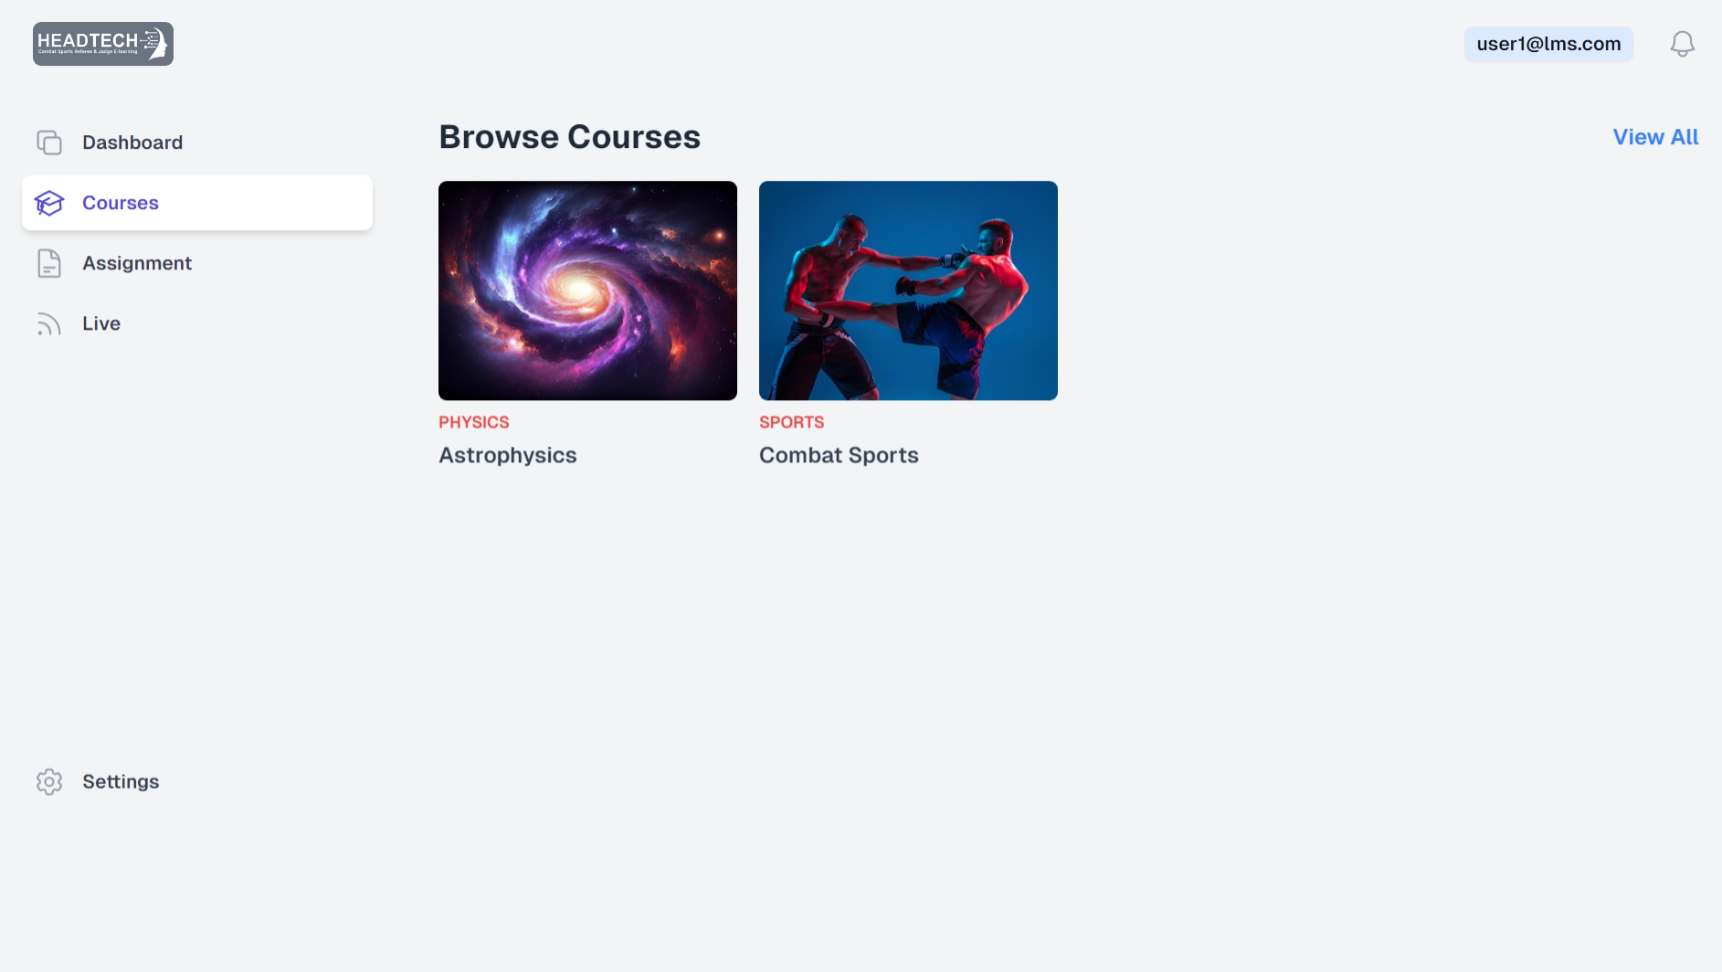 HEADTECH
Combat Sports Referee & Judge E-learning
user1@lms.com
Dashboard
Courses
Assignment
Live
Settings
Browse Courses
View All
PHYSICS
Astrophysics
SPORTS
Combat Sports